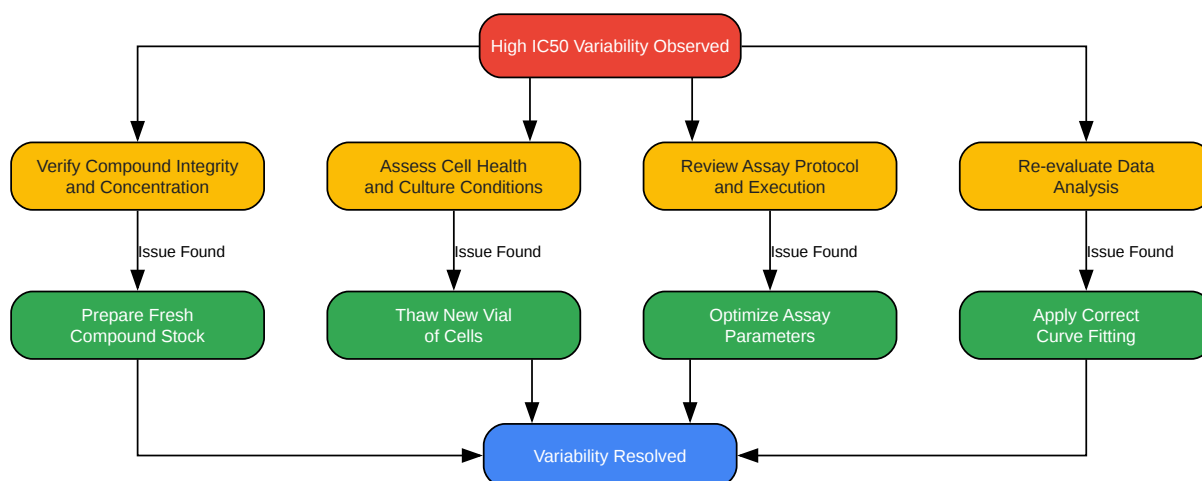 High IC50 Variability Observed
Verify Compound Integrity
and Concentration
Assess Cell Health
and Culture Conditions
Review Assay Protocol
and Execution
Re-evaluate Data
Analysis
Issue Found
Issue Found
Issue Found
Issue Found
Prepare Fresh
Compound Stock
Thaw New Vial
of Cells
Optimize Assay
Parameters
Apply Correct
Curve Fitting
Variability Resolved